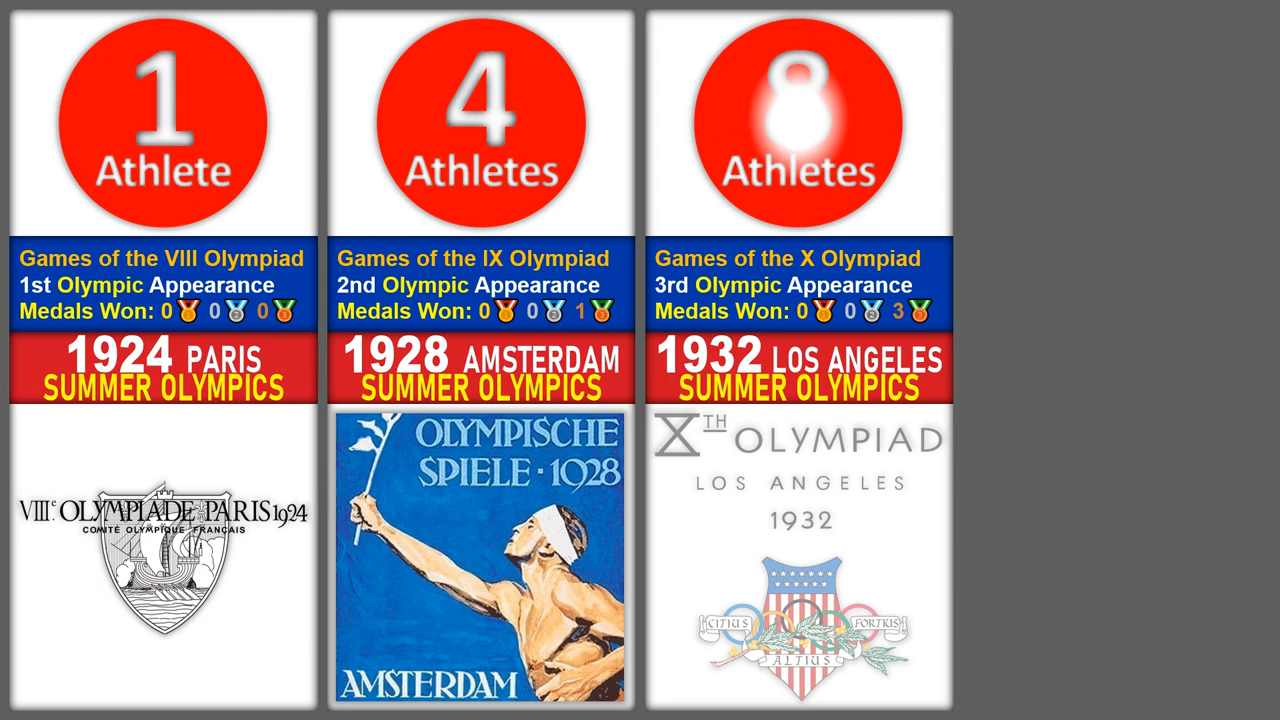 1
Athlete
Games of the VIII Olympiad
1st Olympic Appearance
Medals Won: 0🥇 0🥈 0🥉
1924 PARIS
SUMMER OLYMPICS
VIIIE. OLYMPIADE PARIS 1924
COMITÉ OLYMPIQUE FRANÇAIS
4
Athletes
Games of the IX Olympiad
2nd Olympic Appearance
Medals Won: 0🥇 0🥈 1🥉
1928 AMSTERDAM
SUMMER OLYMPICS
OLYMPISCHE
SPIELE · 1928
AMSTERDAM
8
Athletes
Games of the X Olympiad
3rd Olympic Appearance
Medals Won: 0🥇 0🥈 3🥉
1932 LOS ANGELES
SUMMER OLYMPICS
XTH OLYMPIAD
LOS ANGELES
1932
CITIUS
FORTIUS
ALTIUS